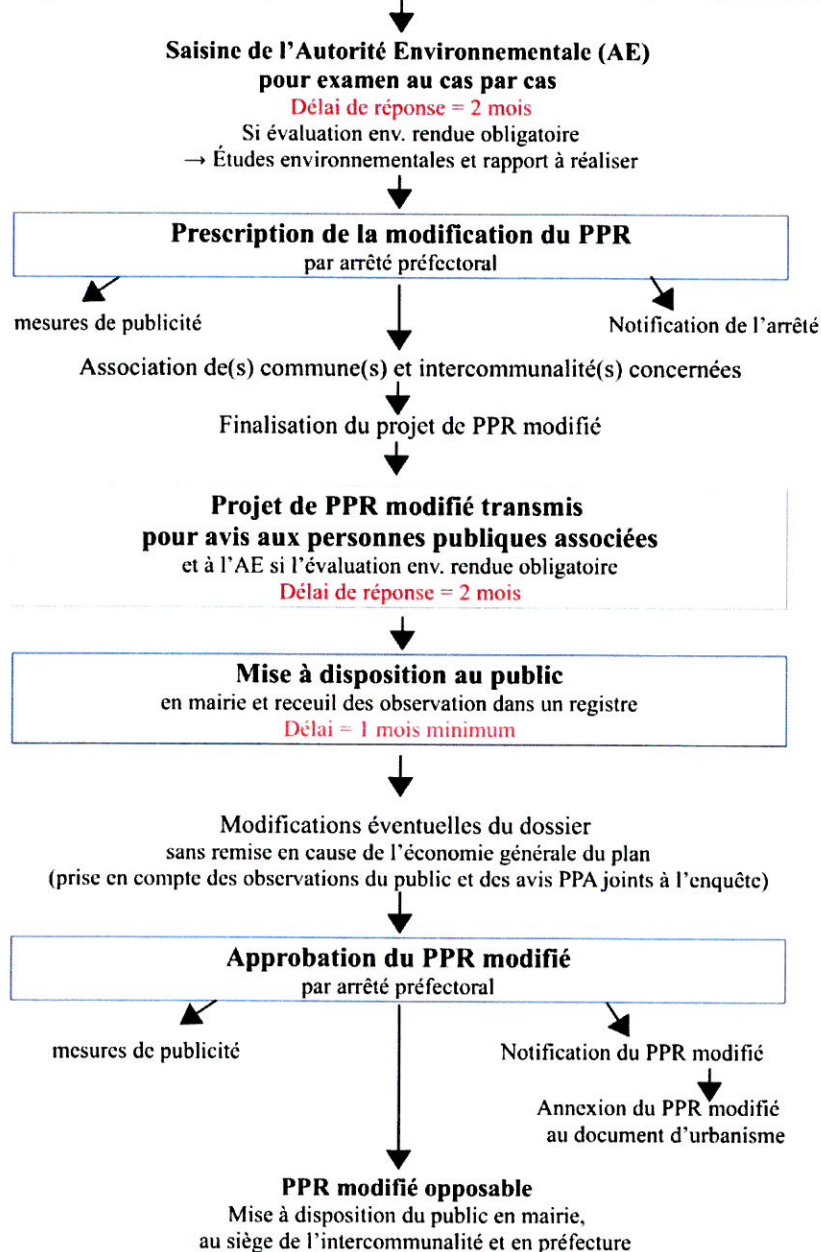 Saisine de l'Autorité Environnementale (AE)
pour examen au cas par cas
Délai de réponse = 2 mois
Si évaluation env. rendue obligatoire
→ Études environnementales et rapport à réaliser
Prescription de la modification du PPR
par arrêté préfectoral
mesures de publicité
Notification de l'arrêté
Association de(s) commune(s) et intercommunalité(s) concernées
Finalisation du projet de PPR modifié
Projet de PPR modifié transmis
pour avis aux personnes publiques associées
et à l'AE si l'évaluation env. rendue obligatoire
Délai de réponse = 2 mois
Mise à disposition au public
en mairie et receuil des observation dans un registre
Délai = 1 mois minimum
Modifications éventuelles du dossier
sans remise en cause de l'économie générale du plan
(prise en compte des observations du public et des avis PPA joints à l'enquête)
Approbation du PPR modifié
par arrêté préfectoral
mesures de publicité
Notification du PPR modifié
Annexion du PPR modifié
au document d'urbanisme
PPR modifié opposable
Mise à disposition du public en mairie,
au siège de l'intercommunalité et en préfecture